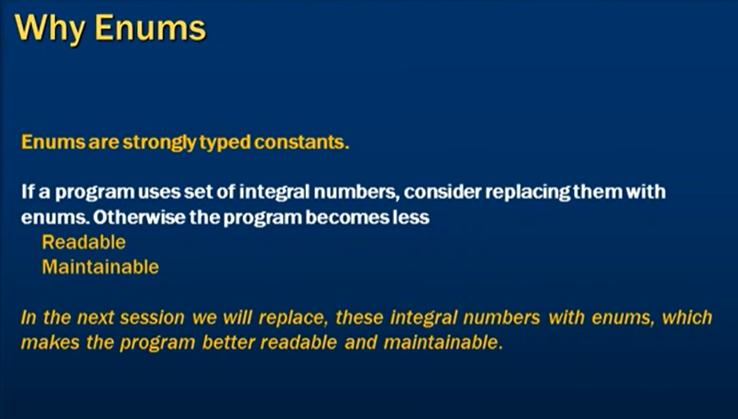 Why Enums
Enums are strongly typed constants.
If a program uses set of integral numbers, consider replacing them with
enums. Otherwise the program becomes less
Readable
Maintainable
In the next session we will replace, these integral numbers with enums, which
makes the program better readable and maintainable.